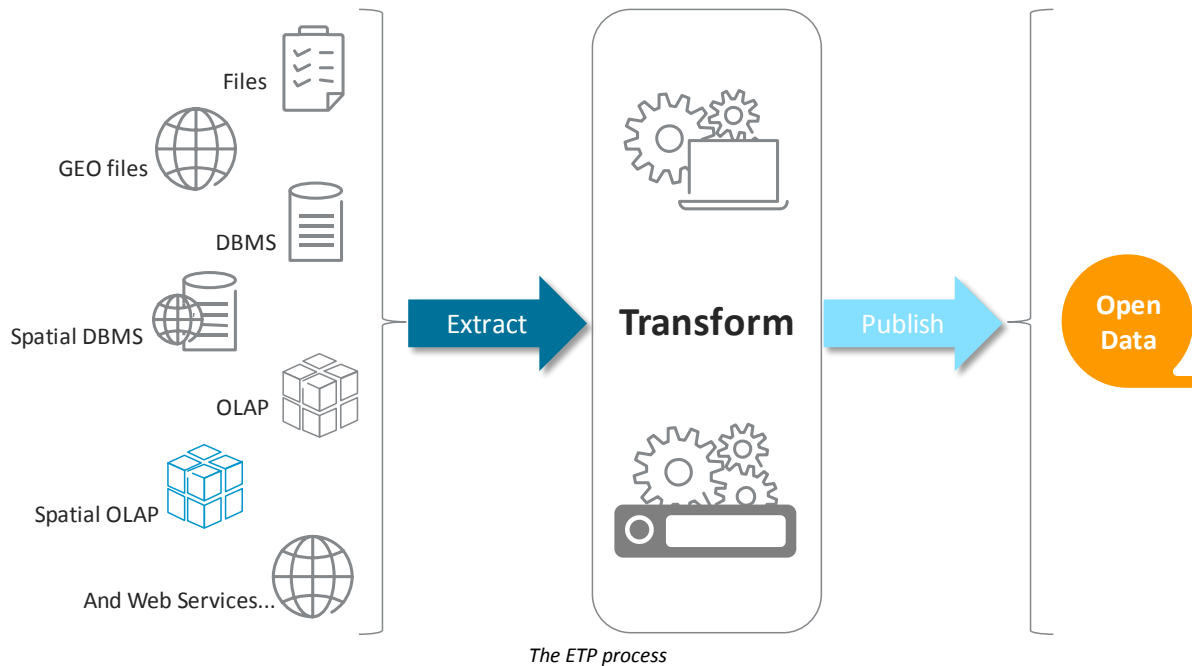 Files
GEO files
DBMS
Spatial DBMS
OLAP
Spatial OLAP
And Web Services...
Extract
Transform
Publish
Open
Data
The ETP process